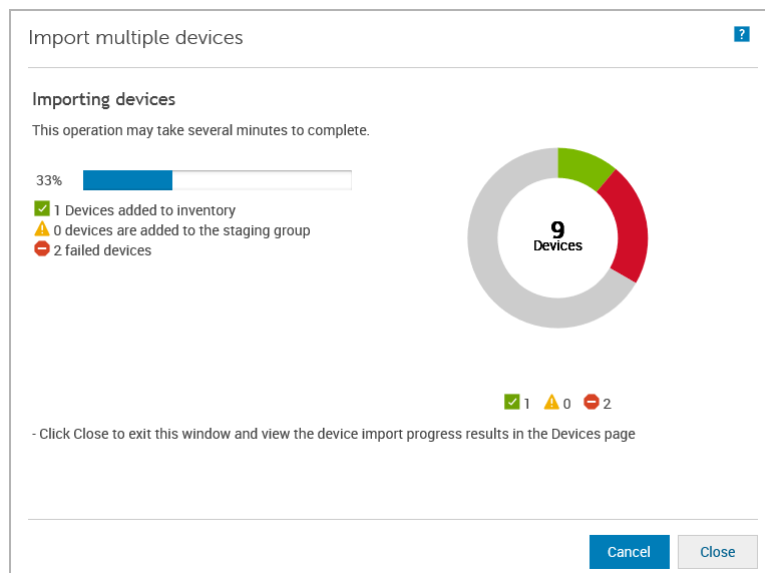 Import multiple devices
?
Importing devices
This operation may take several minutes to complete.
33%
1 Devices added to inventory
0 devices are added to the staging group
2 failed devices
9
Devices
1 0 2
- Click Close to exit this window and view the device import progress results in the Devices page
Cancel Close